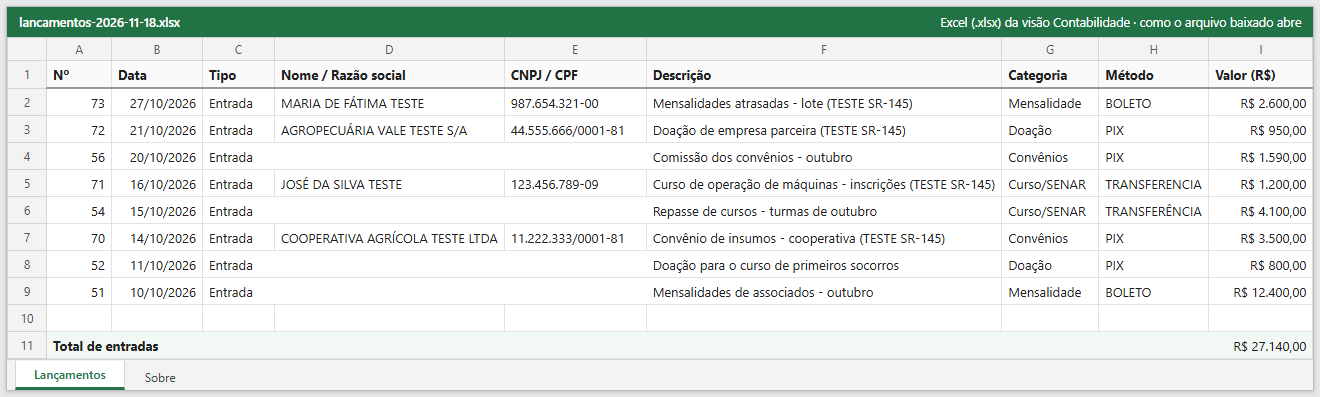 lancamentos-2026-11-18.xlsx Excel (.xlsx) da visão Contabilidade · como o arquivo baixado abre
A B C D E F G H I
1 Nº Data Tipo Nome / Razão social CNPJ / CPF Descrição Categoria Método Valor (R$)
2 73 27/10/2026 Entrada MARIA DE FÁTIMA TESTE 987.654.321-00 Mensalidades atrasadas - lote (TESTE SR-145) Mensalidade BOLETO R$ 2.600,00
3 72 21/10/2026 Entrada AGROPECUÁRIA VALE TESTE S/A 44.555.666/0001-81 Doação de empresa parceira (TESTE SR-145) Doação PIX R$ 950,00
4 56 20/10/2026 Entrada Comissão dos convênios - outubro Convênios PIX R$ 1.590,00
5 71 16/10/2026 Entrada JOSÉ DA SILVA TESTE 123.456.789-09 Curso de operação de máquinas - inscrições (TESTE SR-145) Curso/SENAR TRANSFERENCIA R$ 1.200,00
6 54 15/10/2026 Entrada Repasse de cursos - turmas de outubro Curso/SENAR TRANSFERÊNCIA R$ 4.100,00
7 70 14/10/2026 Entrada COOPERATIVA AGRÍCOLA TESTE LTDA 11.222.333/0001-81 Convênio de insumos - cooperativa (TESTE SR-145) Convênios PIX R$ 3.500,00
8 52 11/10/2026 Entrada Doação para o curso de primeiros socorros Doação PIX R$ 800,00
9 51 10/10/2026 Entrada Mensalidades de associados - outubro Mensalidade BOLETO R$ 12.400,00
10
11 Total de entradas R$ 27.140,00
Lançamentos Sobre